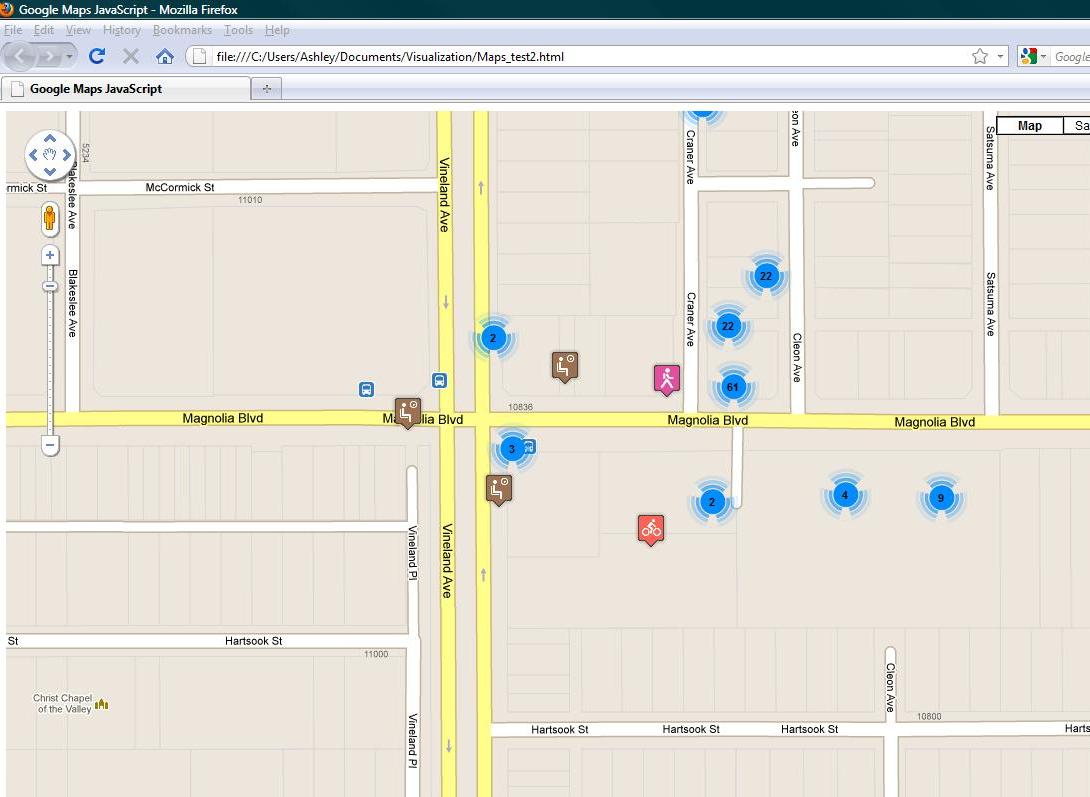 Google Maps JavaScript - Mozilla Firefox
File Edit View History Bookmarks Tools Help
file:///C:/Users/Ashley/Documents/Visualization/Maps_test2.html
Google
Google Maps JavaScript
Map Sa
5234
Blakeslee Ave
Vineland Ave
Craner Ave
eon Ave
Satsuma Ave
rmick St
McCormick St
11010
Blakeslee Ave
22
Satsuma Ave
Craner Ave
22
2
Cleon Ave
61
10836
Magnolia Blvd
Magnolia Blvd
Magnolia Blvd
Magnolia Blvd
3
2
4
9
Vineland Pl
Vineland Ave
St
Hartsook St
11000
Cleon Ave
Christ Chapel
of the Valley
10800
Vineland Pl
Hartsook St
Hartsook St
Hartsook St
Harts